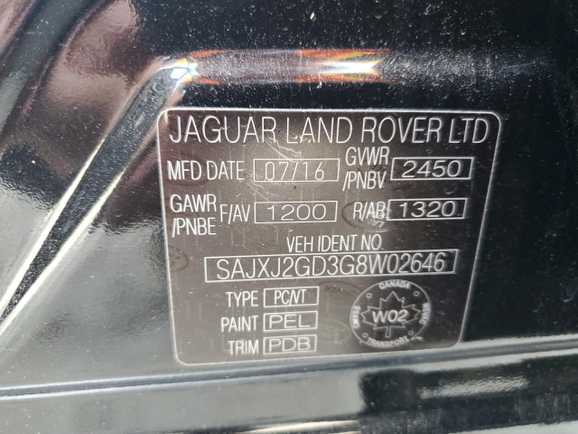 JAGUAR LAND ROVER LTD
MFD DATE 07/16 GVWR/PNBV 2450
GAWR/PNBE F/AV 1200 R/AR 1320
VEH IDENT NO.
SAJXJ2GD3G8W02646
TYPE PC/VT
PAINT PEL
TRIM PDB
CANADA
W02
TRANSPORT